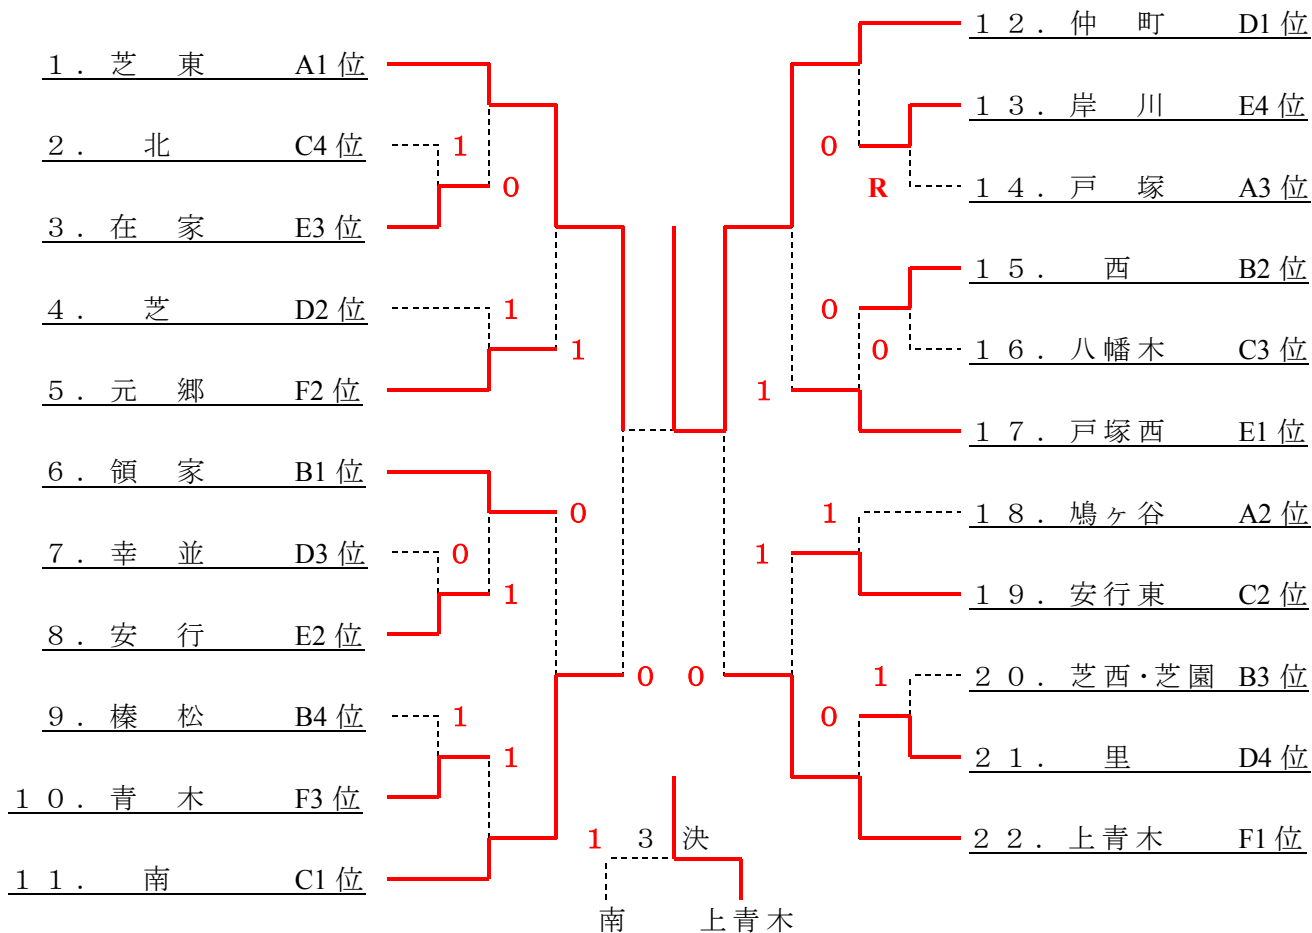 １．芝　東　A1 位
２．　北　C4 位
1
0
３．在　家　E3 位
４．　芝　D2 位
1
1
５．元　郷　F2 位
６．領　家　B1 位
0
７．幸　並　D3 位
0
1
８．安　行　E2 位
0
９．榛　松　B4 位
1
1
１０．青　木　F3 位
１１．　南　C1 位
１２．仲　町　D1 位
１３．岸　川　E4 位
0
R
１４．戸　塚　A3 位
１５．　西　B2 位
0
0
１６．八幡木　C3 位
1
１７．戸塚西　E1 位
1
１８．鳩ヶ谷　A2 位
1
１９．安行東　C2 位
0
1
２０．芝西・芝園　B3 位
0
２１．　里　D4 位
２２．上青木　F1 位
1　３決
南　上青木